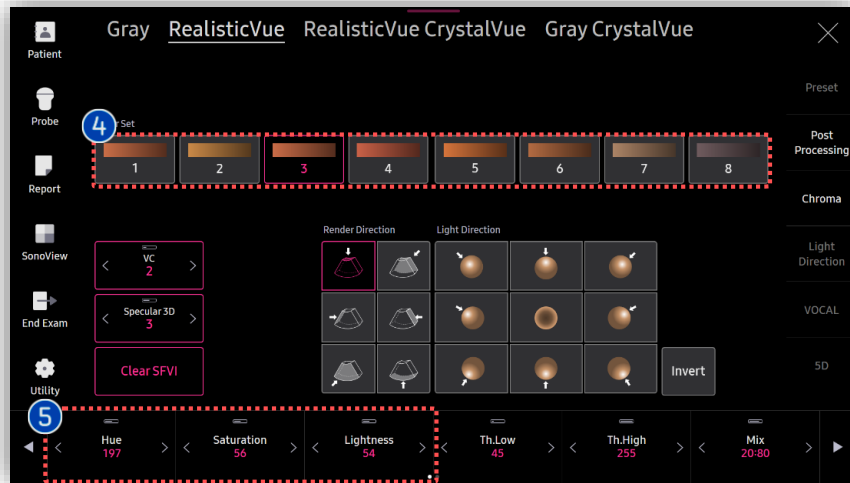 Gray RealisticVue RealisticVue CrystalVue Gray CrystalVue
Patient
Probe
Report
SonoView
End Exam
Utility
4
Set
1 2 3 4 5 6 7 8
VC
2
Specular 3D
3
Clear SFVI
Render Direction
Light Direction
Invert
Preset
Post
Processing
Chroma
Light
Direction
VOCAL
5D
5
Hue
197
Saturation
56
Lightness
54
Th.Low
45
Th.High
255
Mix
20:80